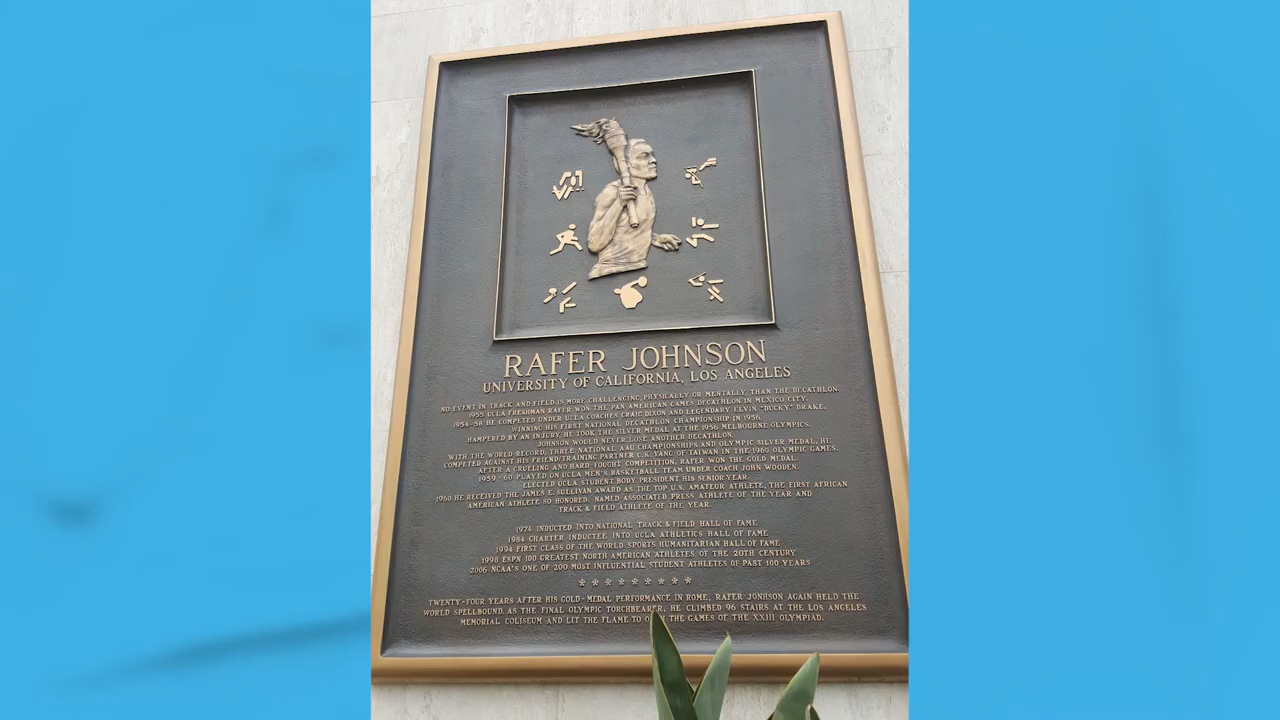 RAFER JOHNSON
UNIVERSITY OF CALIFORNIA, LOS ANGELES
NO EVENT IN TRACK AND FIELD IS MORE CHALLENGING, PHYSICALLY OR MENTALLY, THAN THE DECATHLON.
1955 UCLA FRESHMAN RAFER WON THE PAN AMERICAN GAMES DECATHLON IN MEXICO CITY.
1954-58 HE COMPETED UNDER UCLA COACHES CRAIG DIXON AND LEGENDARY ELVIN "DUCKY" DRAKE,
WINNING HIS FIRST NATIONAL DECATHLON CHAMPIONSHIP IN 1956.
HAMPERED BY AN INJURY, HE TOOK THE SILVER MEDAL AT THE 1956 MELBOURNE OLYMPICS.
JOHNSON WOULD NEVER LOSE ANOTHER DECATHLON.
WITH THE WORLD RECORD, THREE NATIONAL AAU CHAMPIONSHIPS AND OLYMPIC SILVER MEDAL, HE
COMPETED AGAINST HIS FRIEND/TRAINING PARTNER C.K. YANG OF TAIWAN IN THE 1960 OLYMPIC GAMES.
AFTER A GRUELING AND HARD-FOUGHT COMPETITION, RAFER WON THE GOLD MEDAL.
1959-60 PLAYED ON UCLA MEN'S BASKETBALL TEAM UNDER COACH JOHN WOODEN.
ELECTED UCLA STUDENT BODY PRESIDENT HIS SENIOR YEAR.
1960 HE RECEIVED THE JAMES E. SULLIVAN AWARD AS THE TOP U.S. AMATEUR ATHLETE, THE FIRST AFRICAN
AMERICAN ATHLETE SO HONORED. NAMED ASSOCIATED PRESS ATHLETE OF THE YEAR AND
TRACK & FIELD ATHLETE OF THE YEAR.
1974 INDUCTED INTO NATIONAL TRACK & FIELD HALL OF FAME
1984 CHARTER INDUCTEE INTO UCLA ATHLETICS HALL OF FAME
1994 FIRST CLASS OF THE WORLD SPORTS HUMANITARIAN HALL OF FAME
1998 ESPN 100 GREATEST NORTH AMERICAN ATHLETES OF THE 20TH CENTURY
2006 NCAA'S ONE OF 200 MOST INFLUENTIAL STUDENT ATHLETES OF PAST 100 YEARS
* * * * * * * * *
TWENTY-FOUR YEARS AFTER HIS GOLD-MEDAL PERFORMANCE IN ROME, RAFER JONHSON AGAIN HELD THE
WORLD SPELLBOUND. AS THE FINAL OLYMPIC TORCHBEARER, HE CLIMBED 96 STAIRS AT THE LOS ANGELES
MEMORIAL COLISEUM AND LIT THE FLAME TO THE GAMES OF THE XXIII OLYMPIAD.